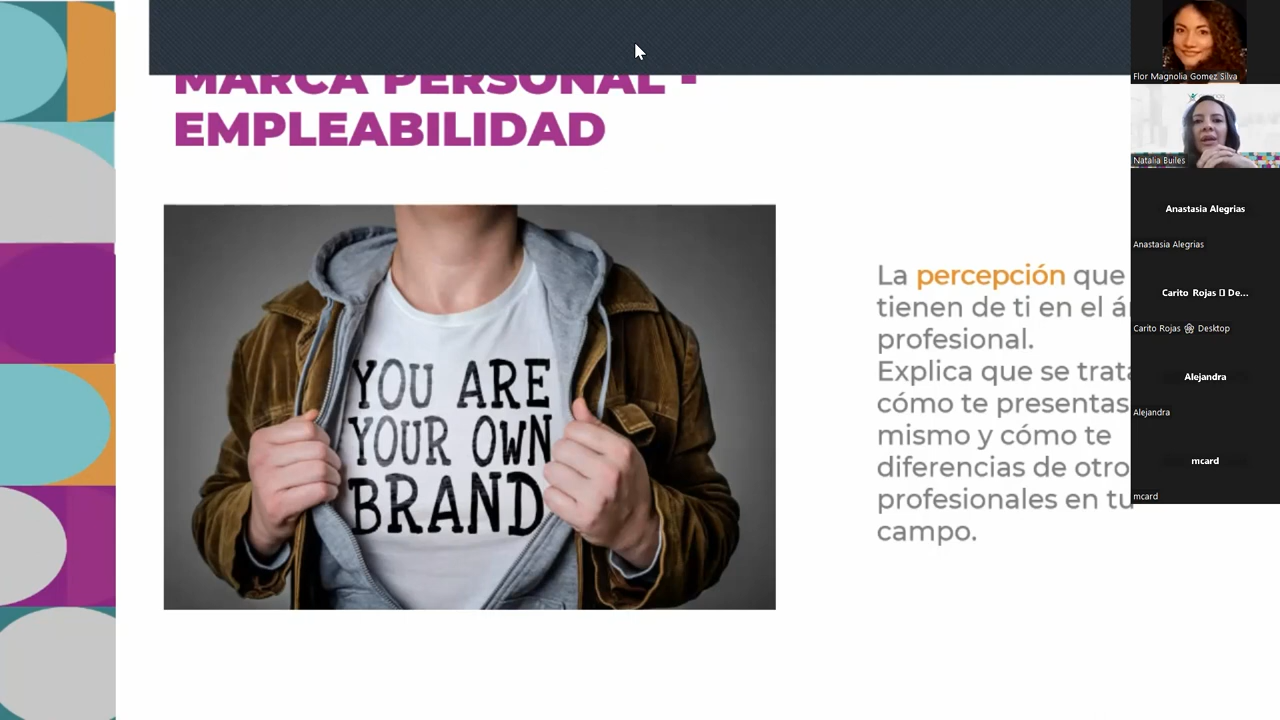 MARCA PERSONAL -
EMPLEABILIDAD
YOU ARE
YOUR OWN
BRAND
La percepción que
tienen de ti en el
profesional.
Explica que se trata
cómo te presentas
mismo y cómo te
diferencias de otro
profesionales en tu
campo.
Flor Magnolia Gomez Silva
Natalia Builes
Anastasia Alegrias
Anastasia Alegrias
Carito Rojas De...
Carito Rojas Desktop
Alejandra
Alejandra
mcard
mcard